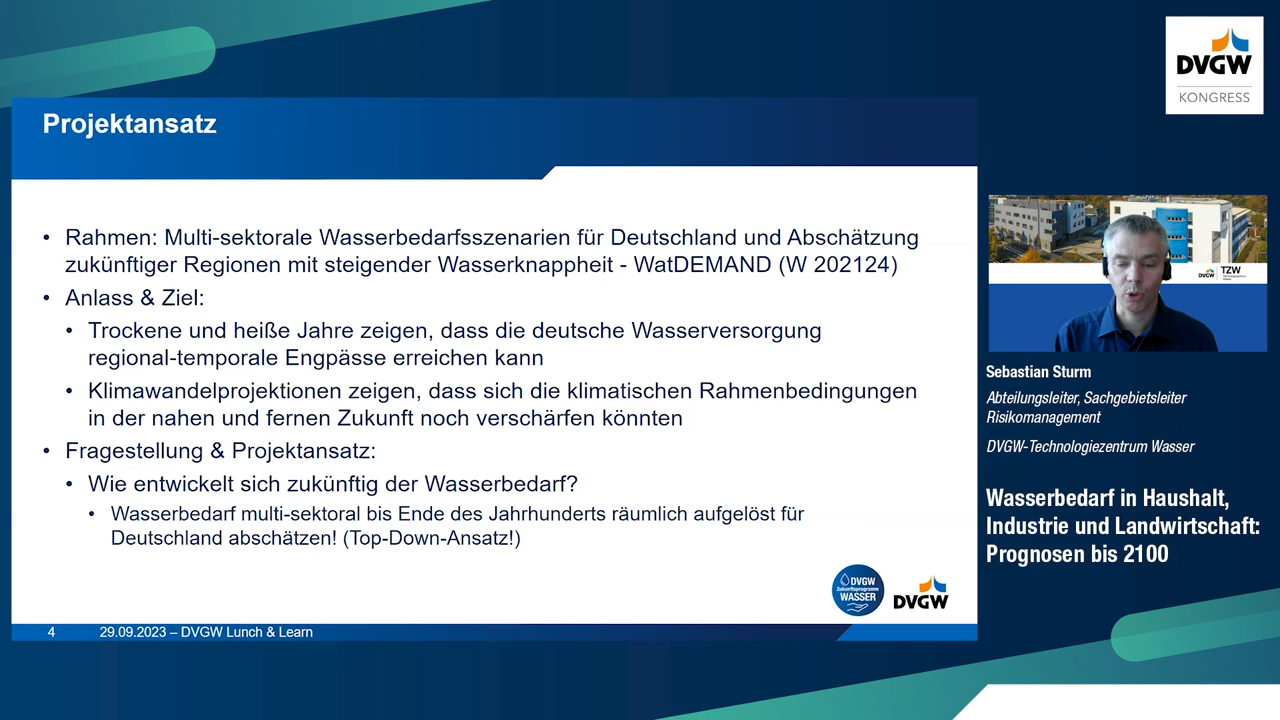 DVGW
KONGRESS
Projektansatz
• Rahmen: Multi-sektorale Wasserbedarfsszenarien für Deutschland und Abschätzung
zukünftiger Regionen mit steigender Wasserknappheit - WatDEMAND (W 202124)
• Anlass & Ziel:
• Trockene und heiße Jahre zeigen, dass die deutsche Wasserversorgung
regional-temporale Engpässe erreichen kann
• Klimawandelprojektionen zeigen, dass sich die klimatischen Rahmenbedingungen
in der nahen und fernen Zukunft noch verschärfen könnten
• Fragestellung & Projektansatz:
• Wie entwickelt sich zukünftig der Wasserbedarf?
• Wasserbedarf multi-sektoral bis Ende des Jahrhunderts räumlich aufgelöst für
Deutschland abschätzen! (Top-Down-Ansatz!)
DVGW
Zukunftsprogramm
WASSER
DVGW
4 29.09.2023 – DVGW Lunch & Learn
DVGW TZW
Sebastian Sturm
Abteilungsleiter, Sachgebietsleiter
Risikomanagement
DVGW-Technologiezentrum Wasser
Wasserbedarf in Haushalt,
Industrie und Landwirtschaft:
Prognosen bis 2100